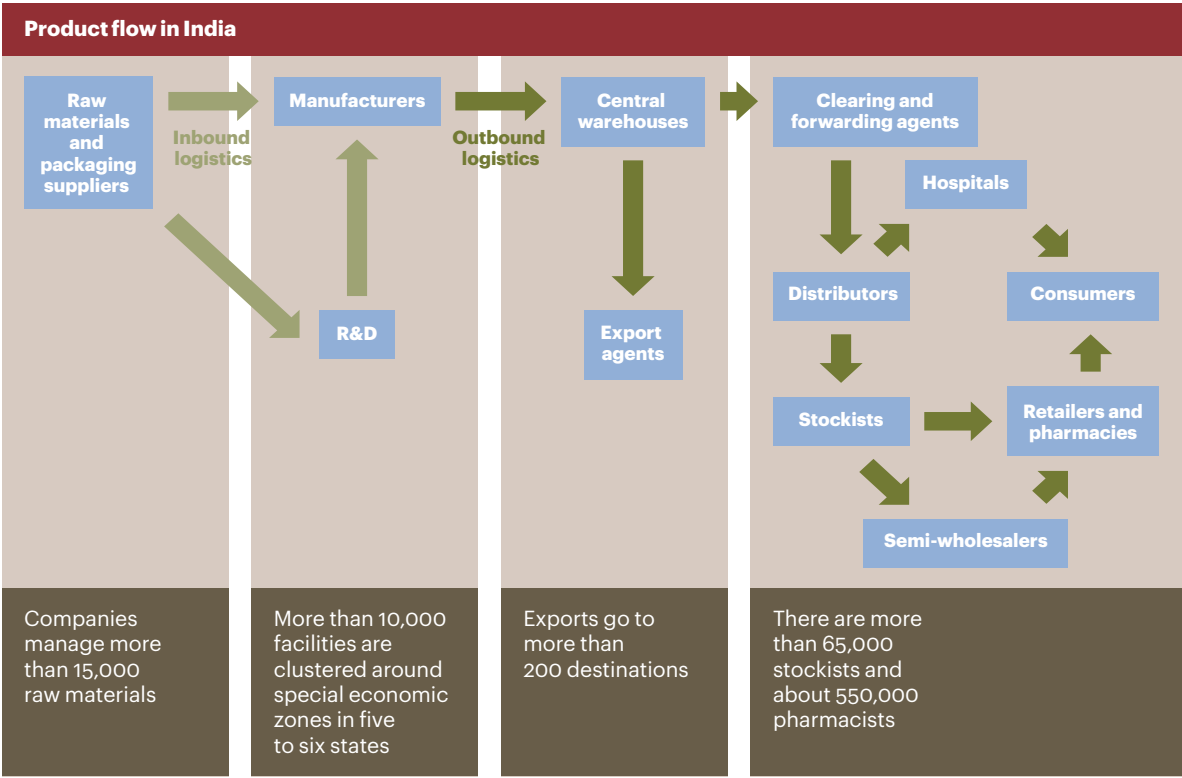 Product flow in India
Raw
materials
and
packaging
suppliers
Inbound
logistics
Manufacturers
R&D
Outbound
logistics
Central
warehouses
Export
agents
Clearing and
forwarding agents
Hospitals
Distributors
Consumers
Stockists
Retailers and
pharmacies
Semi-wholesalers
Companies
manage more
than 15,000
raw materials
More than 10,000
facilities are
clustered around
special economic
zones in five
to six states
Exports go to
more than
200 destinations
There are more
than 65,000
stockists and
about 550,000
pharmacists